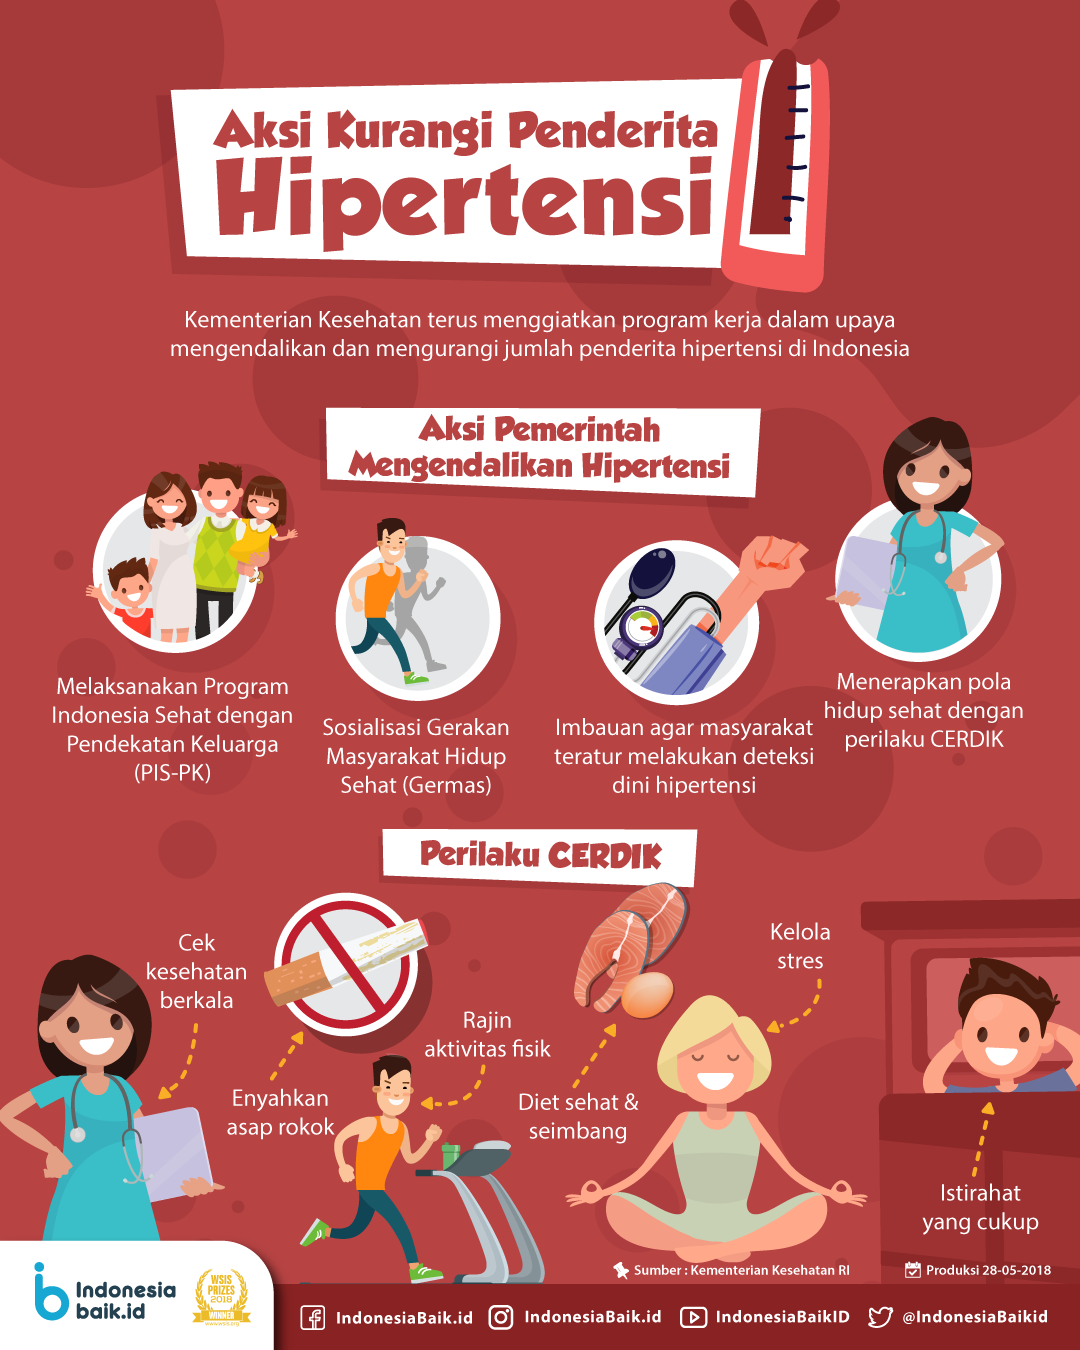 Aksi Kurangi Penderita
Hipertensi
Kementerian Kesehatan terus menggiatkan program kerja dalam upaya
mengendalikan dan mengurangi jumlah penderita hipertensi di Indonesia
Aksi Pemerintah
Mengendalikan Hipertensi
Melaksanakan Program
Indonesia Sehat dengan
Pendekatan Keluarga
(PIS-PK)
Sosialisasi Gerakan
Masyarakat Hidup
Sehat (Germas)
Imbauan agar masyarakat
teratur melakukan deteksi
dini hipertensi
Menerapkan pola
hidup sehat dengan
perilaku CERDIK
Perilaku CERDIK
Cek
kesehatan
berkala
Enyahkan
asap rokok
Rajin
aktivitas fisik
Diet sehat &
seimbang
Kelola
stres
Istirahat
yang cukup
Sumber : Kementerian Kesehatan RI
Produksi 28-05-2018
Indonesia
baik.id
WSIS
PRIZES
2018
WINNER
www.wsis.org
IndonesiaBaik.id
IndonesiaBaik.id
IndonesiaBaikID
@IndonesiaBaikid